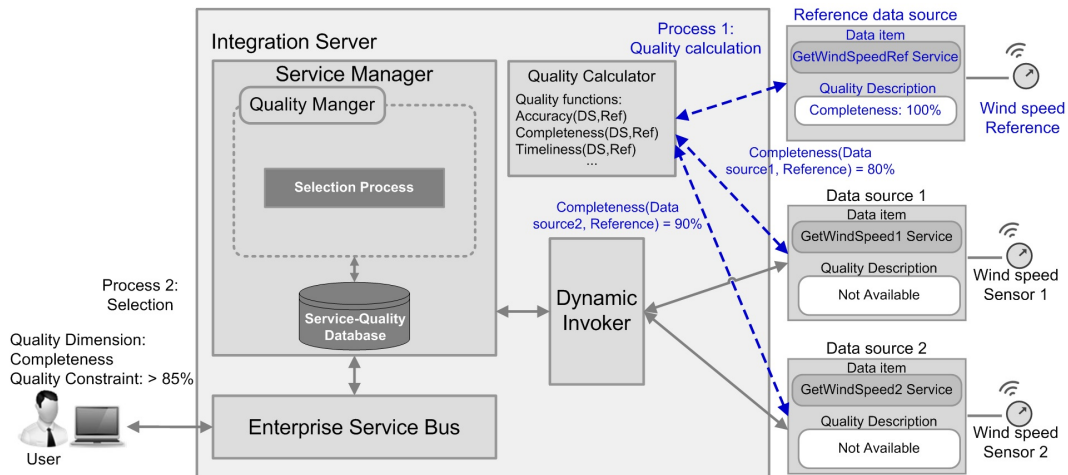 Integration Server
Service Manager
Quality Manger
Selection Process
Service-Quality
Database
Enterprise Service Bus
Process 2:
Selection
Quality Dimension:
Completeness
Quality Constraint: > 85%
User
Process 1:
Quality calculation
Quality Calculator
Quality functions:
Accuracy(DS,Ref)
Completeness(DS,Ref)
Timeliness(DS,Ref)
...
Completeness(Data
source1, Reference) = 80%
Completeness(Data
source2, Reference) = 90%
Dynamic
Invoker
Reference data source
Data item
GetWindSpeedRef Service
Quality Description
Completeness: 100%
Wind speed
Reference
Data source 1
Data item
GetWindSpeed1 Service
Quality Description
Not Available
Wind speed
Sensor 1
Data source 2
Data item
GetWindSpeed2 Service
Quality Description
Not Available
Wind speed
Sensor 2